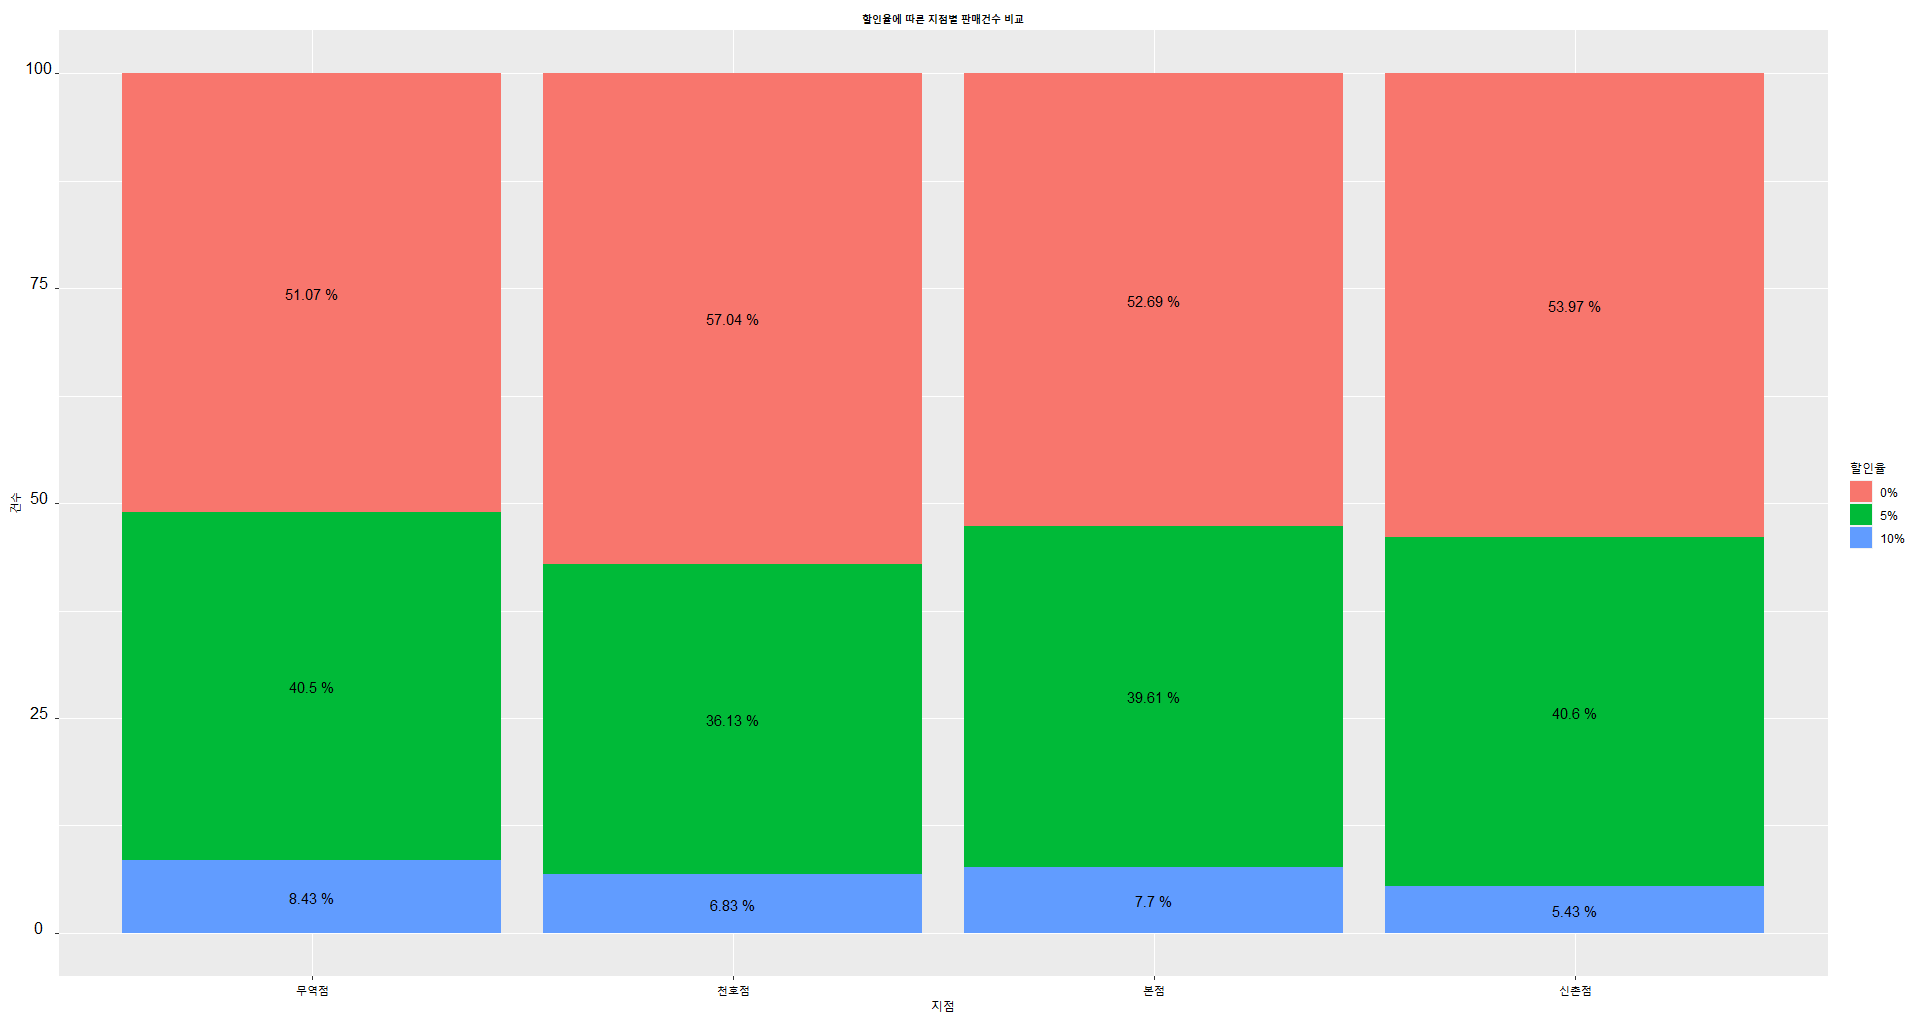 할인율에 따른 지점별 판매건수 비교
100
75
50
25
0
건수
51.07 %
57.04 %
52.69 %
53.97 %
40.5 %
36.13 %
39.61 %
40.6 %
8.43 %
6.83 %
7.7 %
5.43 %
무역점
천호점
본점
신촌점
지점
할인율
0%
5%
10%